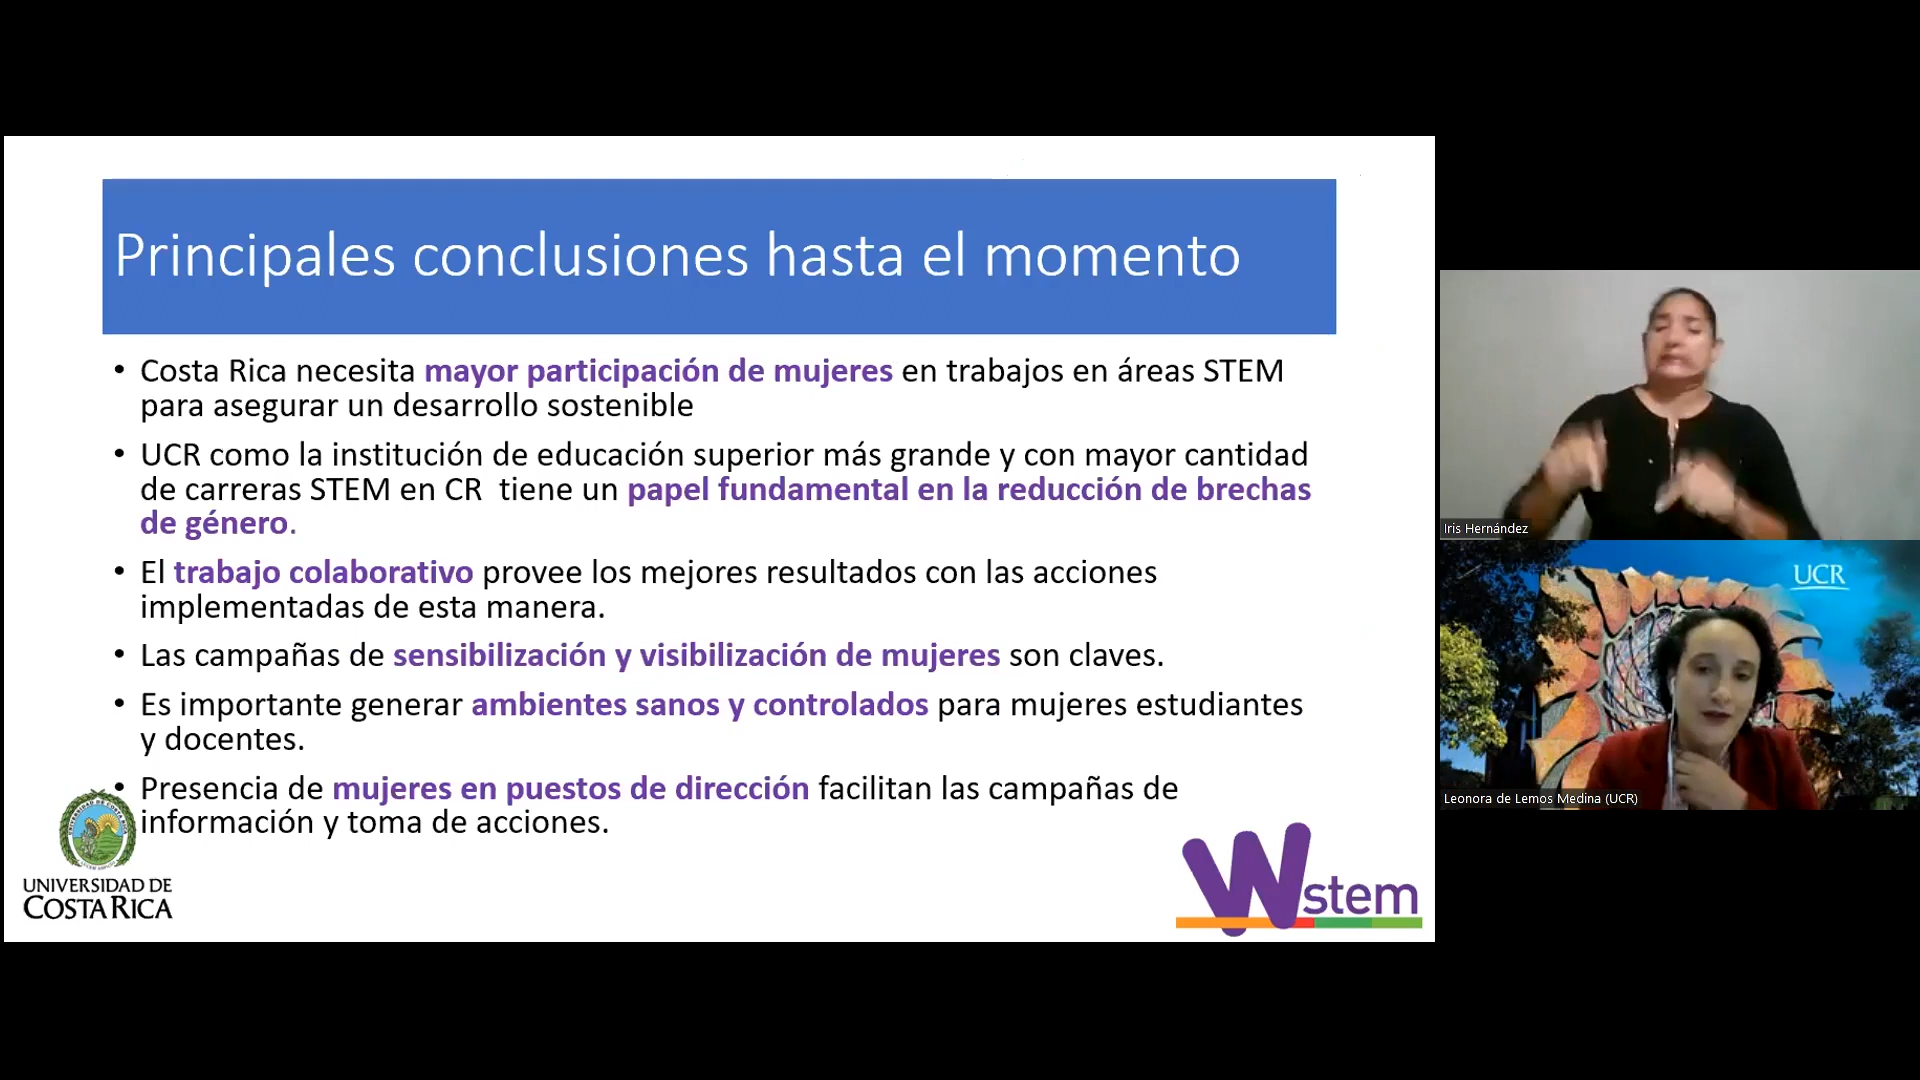 Principales conclusiones hasta el momento
• Costa Rica necesita mayor participación de mujeres en trabajos en áreas STEM
para asegurar un desarrollo sostenible
• UCR como la institución de educación superior más grande y con mayor cantidad
de carreras STEM en CR tiene un papel fundamental en la reducción de brechas
de género.
• El trabajo colaborativo provee los mejores resultados con las acciones
implementadas de esta manera.
• Las campañas de sensibilización y visibilización de mujeres son claves.
• Es importante generar ambientes sanos y controlados para mujeres estudiantes
y docentes.
• Presencia de mujeres en puestos de dirección facilitan las campañas de
información y toma de acciones.
UNIVERSIDAD DE
COSTA RICA
Wstem
Iris Hernández
UCR
Leonora de Lemos Medina (UCR)